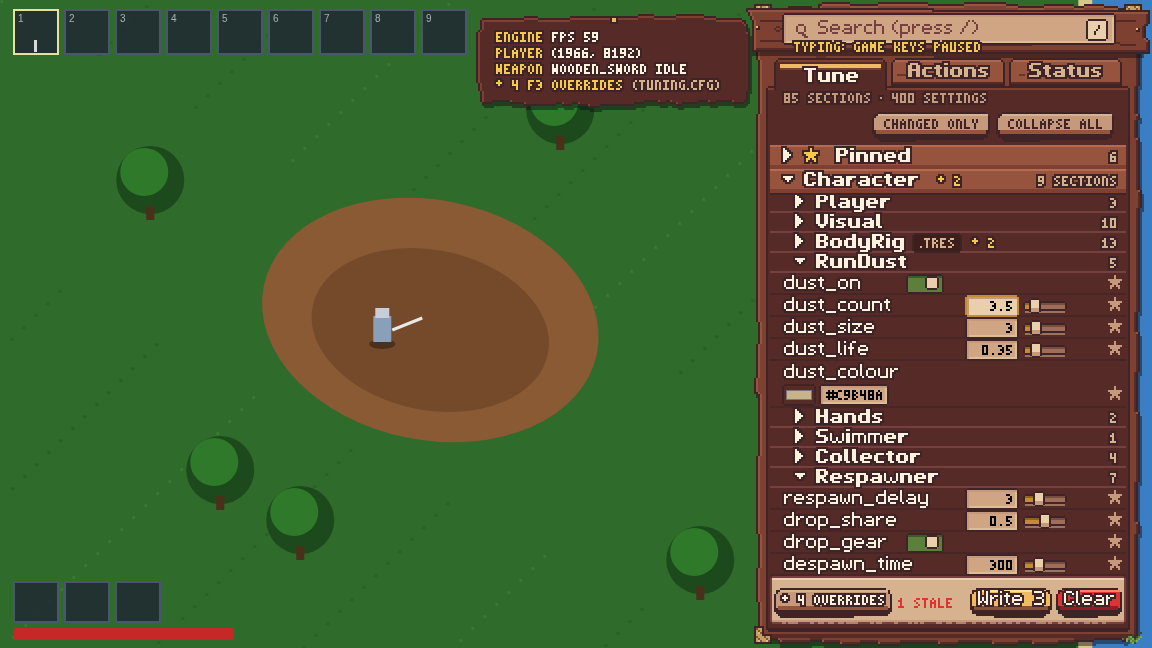 1 2 3 4 5 6 7 8 9
ENGINE FPS 59
PLAYER (1966, 8192)
WEAPON WOODEN_SWORD IDLE
+ 4 F3 OVERRIDES (TUNING.CFG)
Search (press /) /
TYPING: GAME KEYS PAUSED
Tune Actions Status
85 SECTIONS · 400 SETTINGS
CHANGED ONLY COLLAPSE ALL
Pinned 6
Character + 2 9 SECTIONS
Player 3
Visual 10
BodyRig .TRES + 2 13
RunDust 5
dust_on
dust_count 3.5
dust_size 3
dust_life 0.35
dust_colour
#C9B48A
Hands 2
Swimmer 1
Collector 4
Respawner 7
respawn_delay 3
drop_share 0.5
drop_gear
despawn_time 300
+ 4 OVERRIDES 1 STALE Write 3 Clear